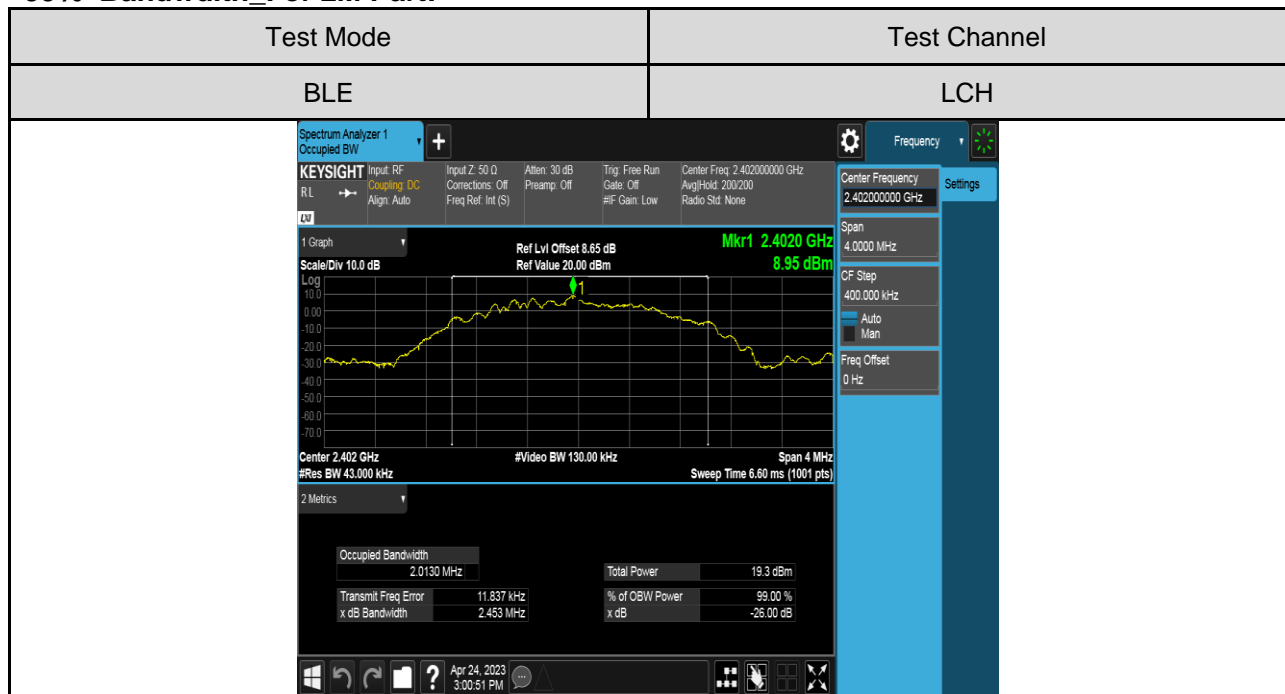 Test Mode
Test Channel
BLE
LCH
Spectrum Analyzer 1
Occupied BW
Frequency
KEYSIGHT
RL
LXI
Input: RF
Coupling: DC
Align: Auto
Input Z: 50 Ω
Corrections: Off
Freq Ref: Int (S)
Atten: 30 dB
Preamp: Off
Trig: Free Run
Gate: Off
#IF Gain: Low
Center Freq: 2.402000000 GHz
Avg|Hold: 200/200
Radio Std: None
Center Frequency
2.402000000 GHz
Settings
Span
4.0000 MHz
CF Step
400.000 kHz
Auto
Man
Freq Offset
0 Hz
1 Graph
Scale/Div 10.0 dB
Ref Lvl Offset 8.65 dB
Ref Value 20.00 dBm
Mkr1 2.4020 GHz
8.95 dBm
Log
10.0
0.00
-10.0
-20.0
-30.0
-40.0
-50.0
-60.0
-70.0
1
Center 2.402 GHz
#Res BW 43.000 kHz
#Video BW 130.00 kHz
Span 4 MHz
Sweep Time 6.60 ms (1001 pts)
2 Metrics
Occupied Bandwidth
2.0130 MHz
Total Power 19.3 dBm
Transmit Freq Error 11.837 kHz
% of OBW Power 99.00 %
x dB Bandwidth 2.453 MHz
x dB -26.00 dB
Apr 24, 2023
3:00:51 PM